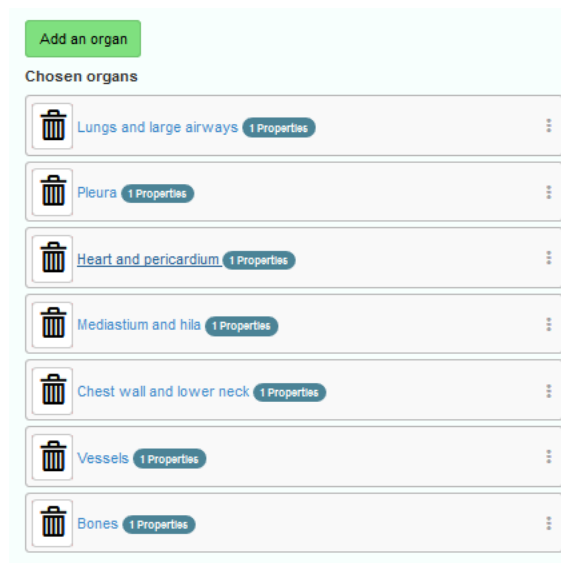 Add an organ
Chosen organs
Lungs and large airways 1 Properties
Pleura 1 Properties
Heart and pericardium 1 Properties
Mediastium and hila 1 Properties
Chest wall and lower neck 1 Properties
Vessels 1 Properties
Bones 1 Properties